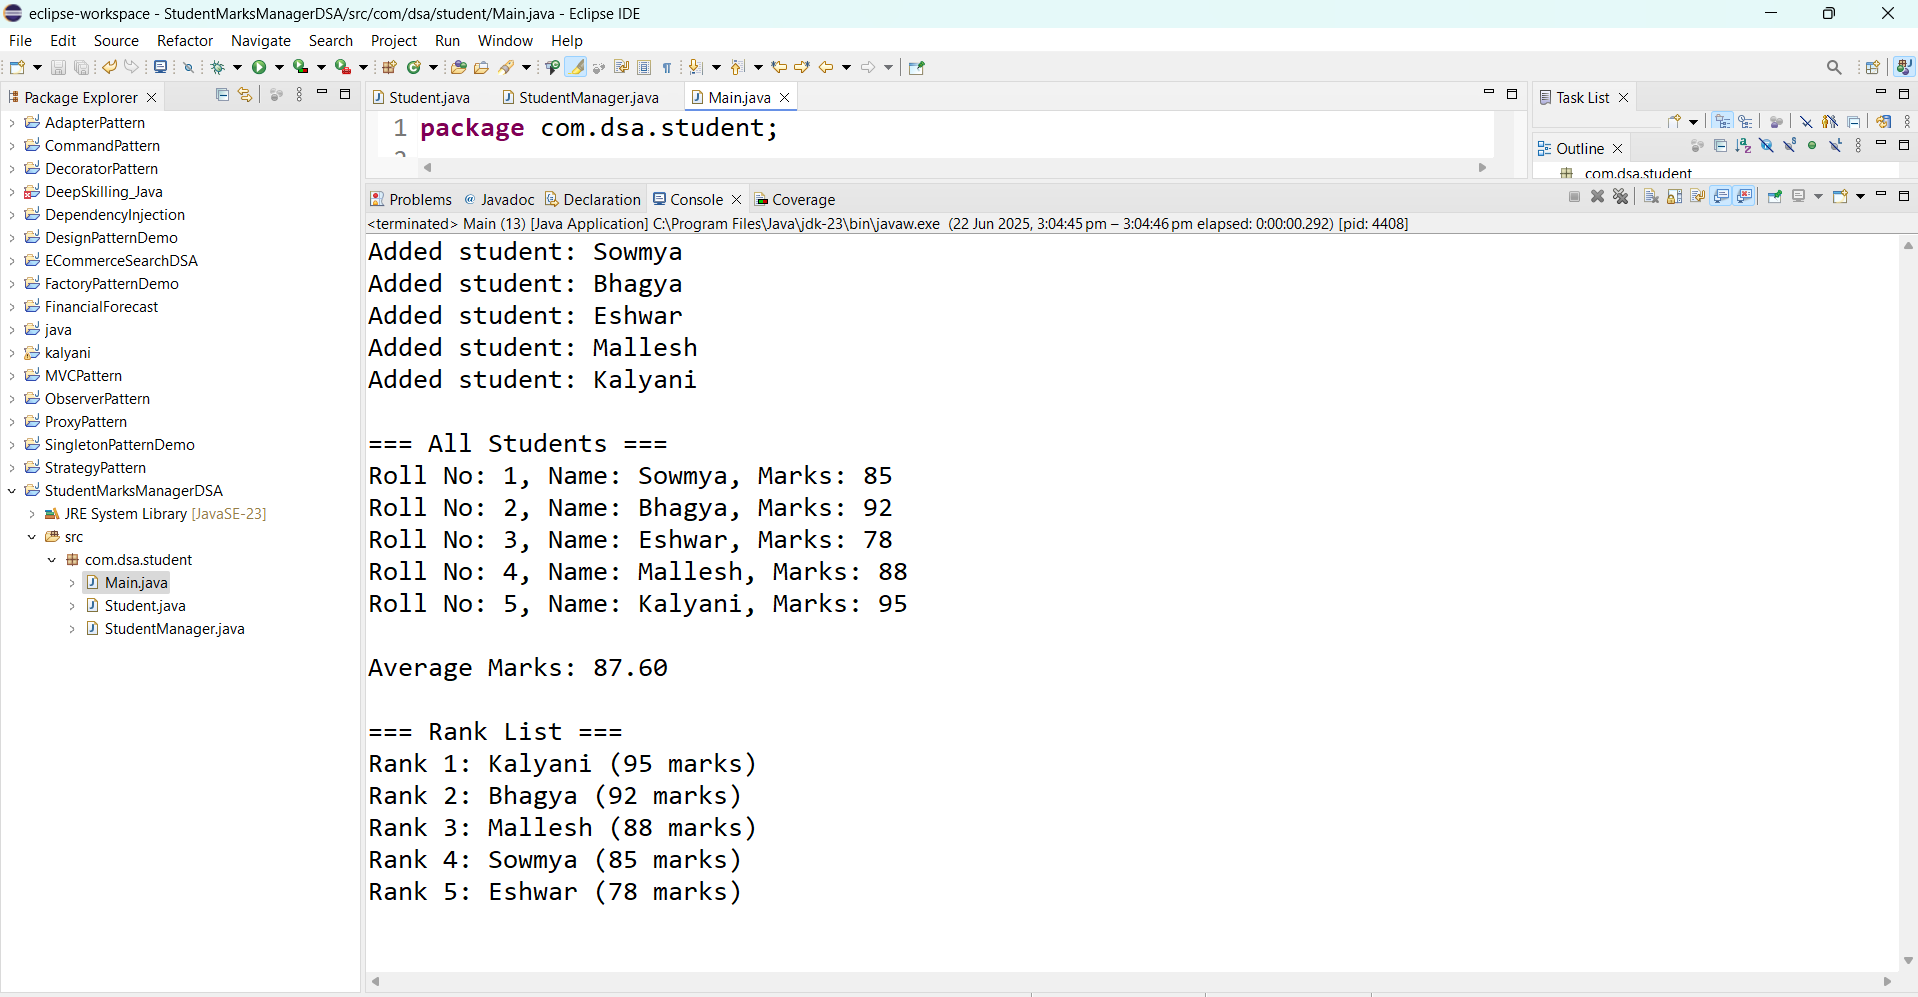 eclipse-workspace - StudentMarksManagerDSA/src/com/dsa/student/Main.java - Eclipse IDE
File Edit Source Refactor Navigate Search Project Run Window Help
Package Explorer
AdapterPattern
CommandPattern
DecoratorPattern
DeepSkilling_Java
DependencyInjection
DesignPatternDemo
ECommerceSearchDSA
FactoryPatternDemo
FinancialForecast
java
kalyani
MVCPattern
ObserverPattern
ProxyPattern
SingletonPatternDemo
StrategyPattern
StudentMarksManagerDSA
JRE System Library [JavaSE-23]
src
com.dsa.student
Main.java
Student.java
StudentManager.java
Student.java StudentManager.java Main.java
1 package com.dsa.student;
Task List
Outline
com.dsa.student
Problems Javadoc Declaration Console Coverage
<terminated> Main (13) [Java Application] C:\Program Files\Java\jdk-23\bin\javaw.exe (22 Jun 2025, 3:04:45 pm – 3:04:46 pm elapsed: 0:00:00.292) [pid: 4408]
Added student: Sowmya
Added student: Bhagya
Added student: Eshwar
Added student: Mallesh
Added student: Kalyani
=== All Students ===
Roll No: 1, Name: Sowmya, Marks: 85
Roll No: 2, Name: Bhagya, Marks: 92
Roll No: 3, Name: Eshwar, Marks: 78
Roll No: 4, Name: Mallesh, Marks: 88
Roll No: 5, Name: Kalyani, Marks: 95
Average Marks: 87.60
=== Rank List ===
Rank 1: Kalyani (95 marks)
Rank 2: Bhagya (92 marks)
Rank 3: Mallesh (88 marks)
Rank 4: Sowmya (85 marks)
Rank 5: Eshwar (78 marks)